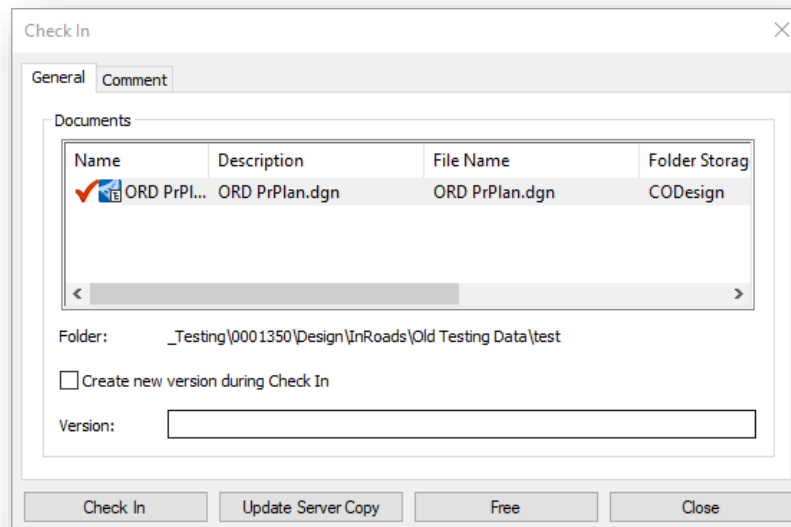 Check In
General Comment
Documents
Name Description File Name Folder Storag
ORD PrPl... ORD PrPlan.dgn ORD PrPlan.dgn CODesign
Folder: _Testing\0001350\Design\InRoads\Old Testing Data\test
Create new version during Check In
Version:
Check In Update Server Copy Free Close